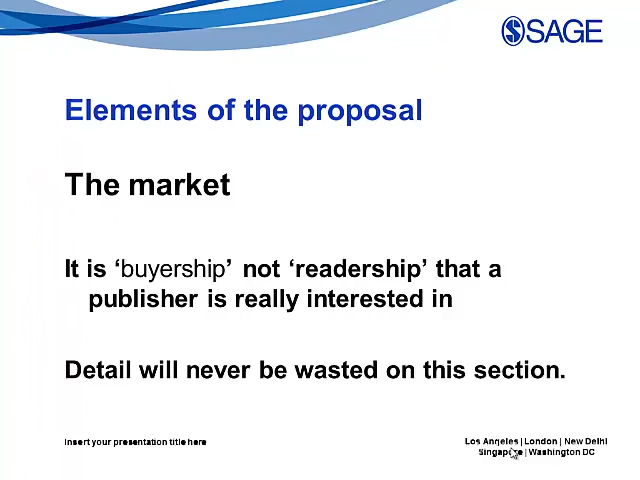 SAGE
Elements of the proposal
The market
It is ‘buyership’ not ‘readership’ that a
publisher is really interested in
Detail will never be wasted on this section.
Insert your presentation title here
Los Angeles | London | New Delhi
Singapore | Washington DC